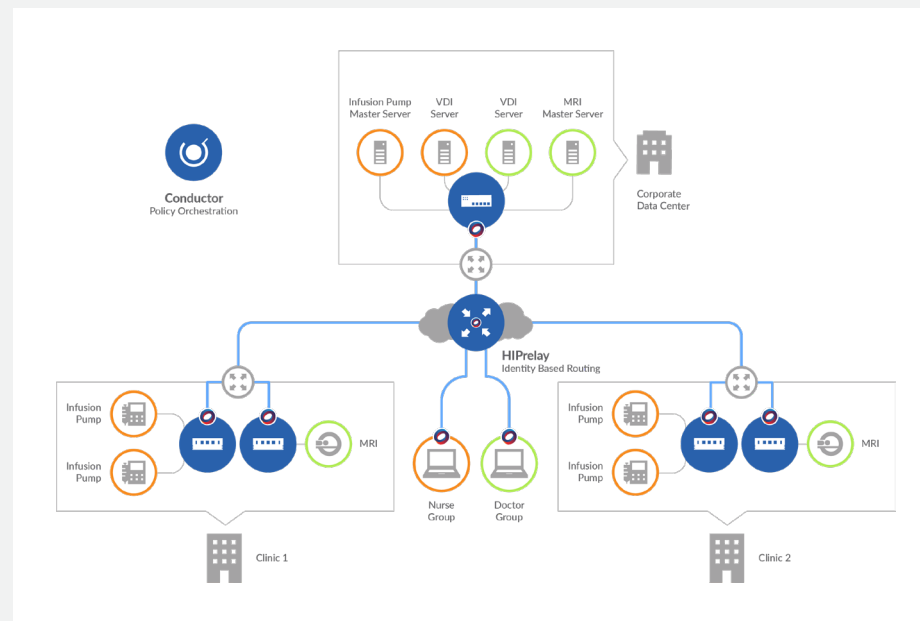 Infusion Pump
Master Server
VDI
Server
VDI
Server
MRI
Master Server
Conductor
Policy Orchestration
Corporate
Data Center
HIPrelay
Identity Based Routing
Infusion
Pump
Infusion
Pump
MRI
Nurse
Group
Doctor
Group
Infusion
Pump
Infusion
Pump
MRI
Clinic 1
Clinic 2